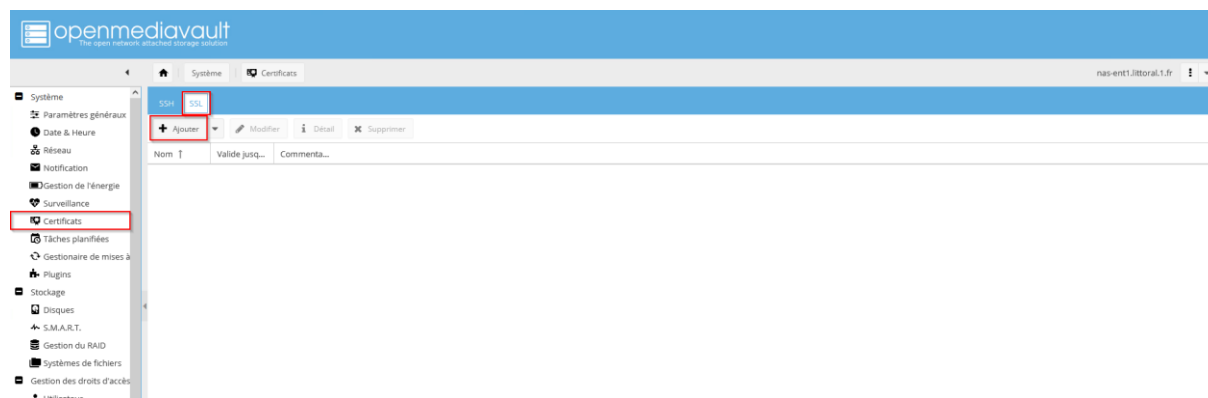 openmediavault
The open network attached storage solution
Système
Certificats
nas-ent1.littoral.1.fr
Système
Paramètres généraux
Date & Heure
Réseau
Notification
Gestion de l'énergie
Surveillance
Certificats
Tâches planifiées
Gestionaire de mises à
Plugins
Stockage
Disques
S.M.A.R.T.
Gestion du RAID
Systèmes de fichiers
Gestion des droits d'accès
SSH SSL
Ajouter Modifier Détail Supprimer
Nom Valide jusq... Commenta...